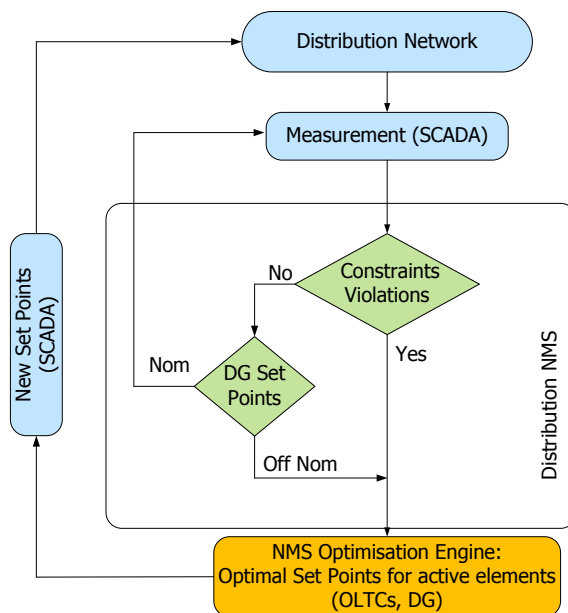 Distribution Network
Measurement (SCADA)
Constraints
Violations
No
Yes
DG Set
Points
Nom
Off Nom
New Set Points
(SCADA)
Distribution NMS
NMS Optimisation Engine:
Optimal Set Points for active elements
(OLTCs, DG)